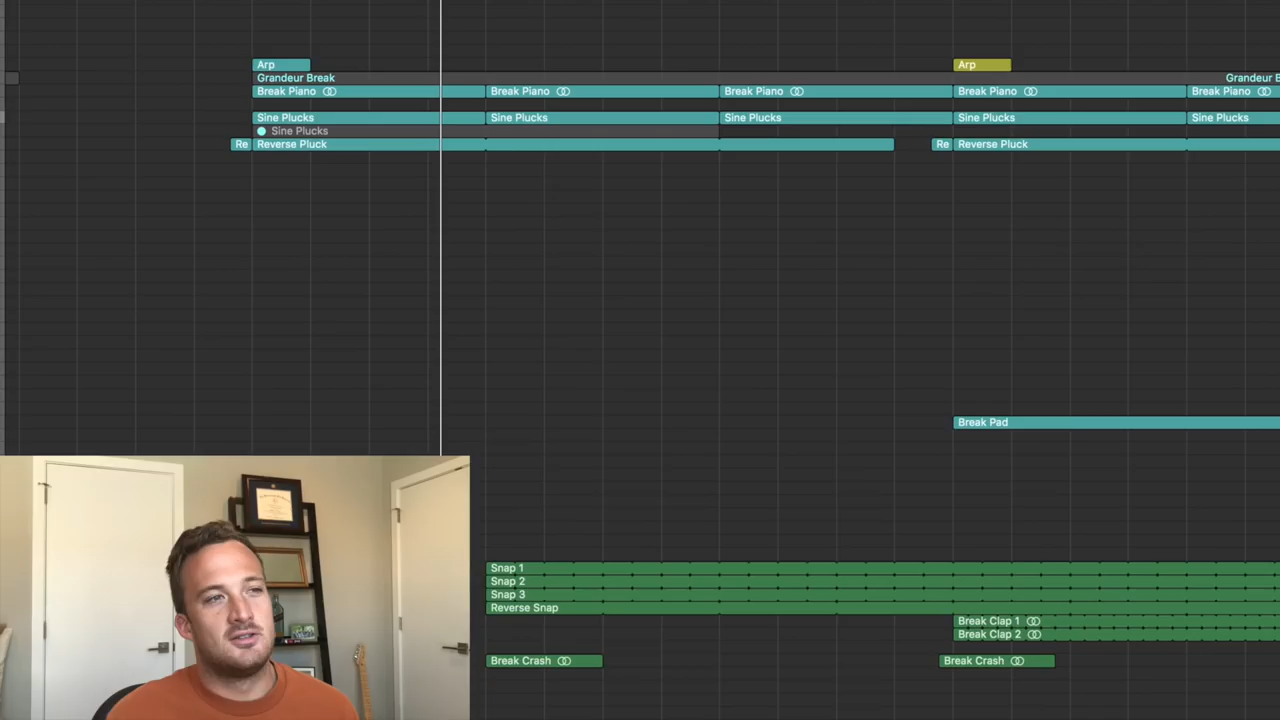 Arp Arp
Grandeur Break Grandeur B
Break Piano Break Piano Break Piano Break Piano Break Piano
Sine Plucks Sine Plucks Sine Plucks Sine Plucks Sine Plucks
Sine Plucks
Re Reverse Pluck Re Reverse Pluck
Break Pad
Snap 1
Snap 2
Snap 3
Reverse Snap
Break Clap 1
Break Clap 2
Break Crash Break Crash